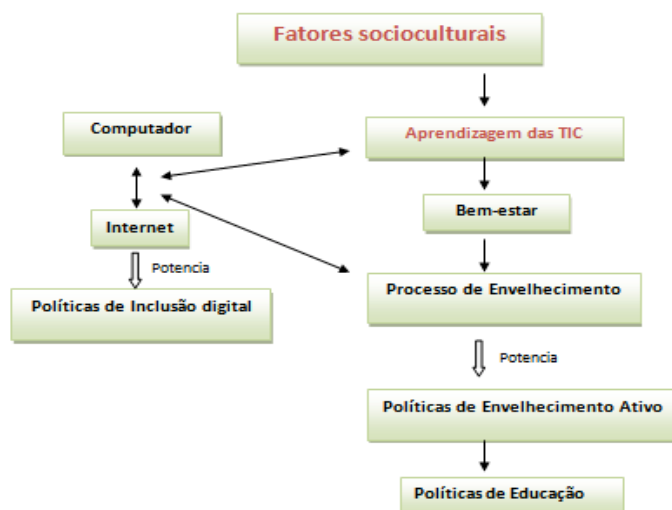 Fatores socioculturais
Computador
Aprendizagem das TIC
Bem-estar
Internet
Potencia
Processo de Envelhecimento
Políticas de Inclusão digital
Potencia
Políticas de Envelhecimento Ativo
Políticas de Educação